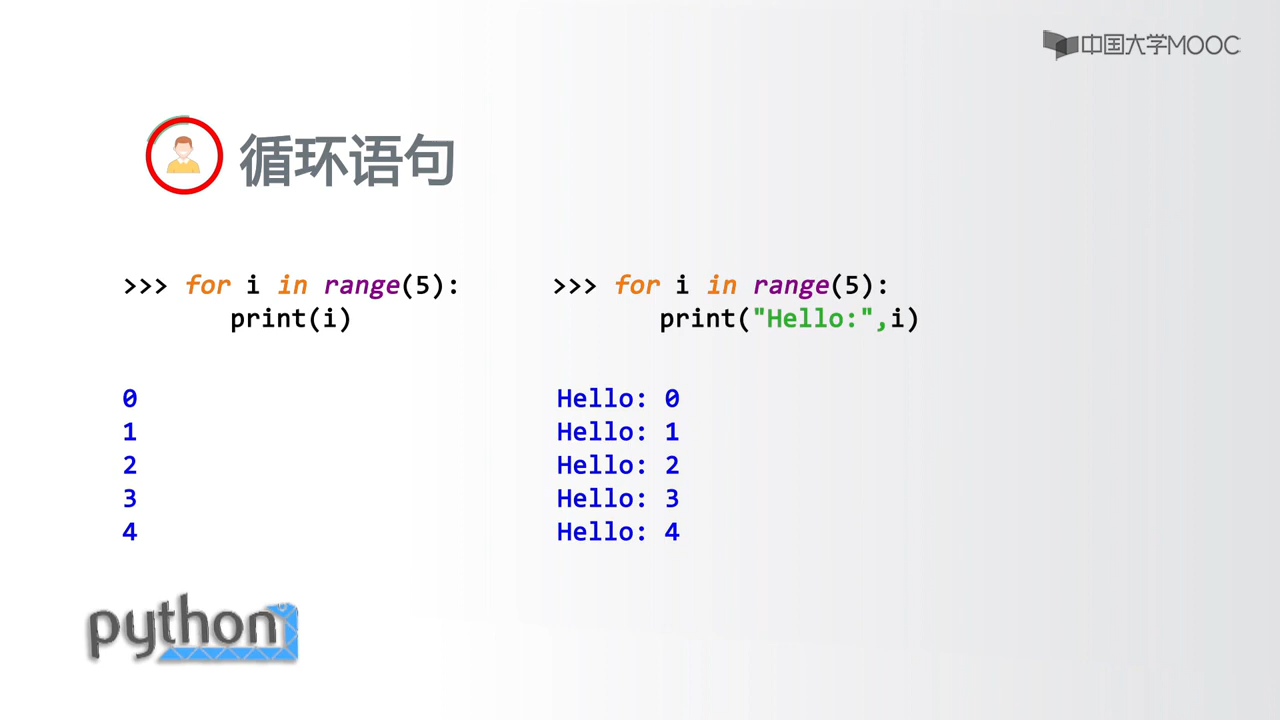 中国大学MOOC
循环语句
>>> for i in range(5):
print(i)
0
1
2
3
4
>>> for i in range(5):
print("Hello:",i)
Hello: 0
Hello: 1
Hello: 2
Hello: 3
Hello: 4
python